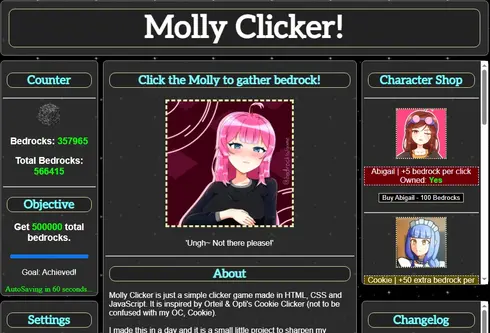 Molly Clicker!
Counter
Bedrocks: 357965
Total Bedrocks:
566415
Objective
Get 500000 total
bedrocks.
Goal: Achieved!
AutoSaving in 60 seconds...
Settings
Click the Molly to gather bedrock!
'Ungh~ Not there please!'
About
Molly Clicker is just a simple clicker game made in HTML, CSS and
JavaScript. It is inspired by Orteil & Opti's Cookie Clicker (not to be
confused with my OC, Cookie).
I made this in a day and it is a small little project to sharpen my
Character Shop
Abigail | +5 bedrock per click
Owned: Yes
Buy Abigail - 100 Bedrocks
Cookie | +50 extra bedrock per
Changelog